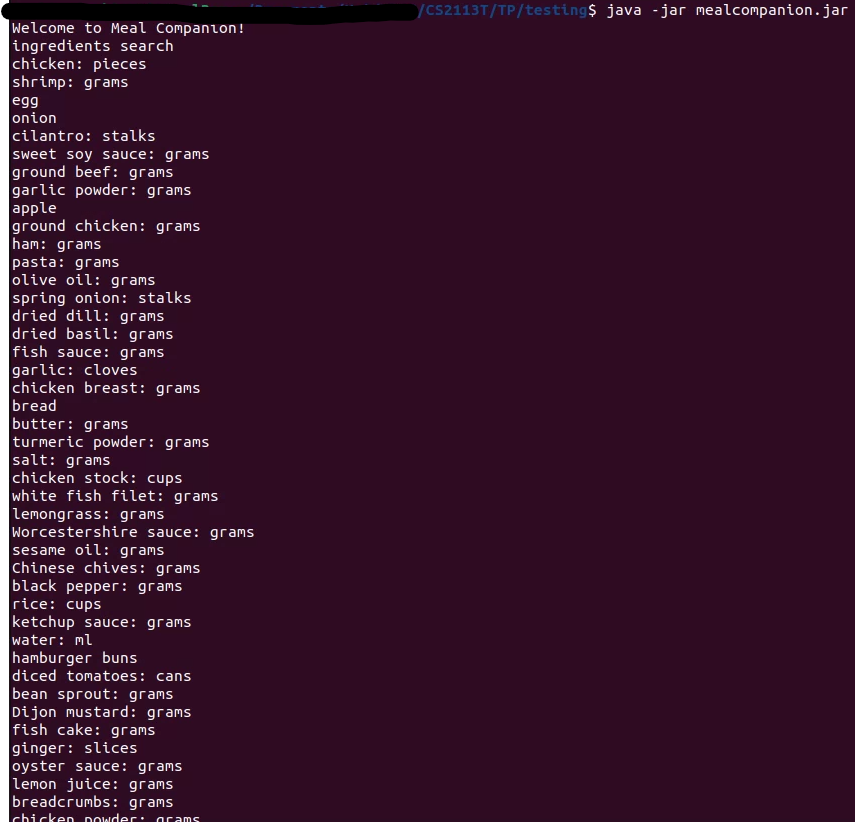 /CS2113T/TP/testing$ java -jar mealcompanion.jar
Welcome to Meal Companion!
ingredients search
chicken: pieces
shrimp: grams
egg
onion
cilantro: stalks
sweet soy sauce: grams
ground beef: grams
garlic powder: grams
apple
ground chicken: grams
ham: grams
pasta: grams
olive oil: grams
spring onion: stalks
dried dill: grams
dried basil: grams
fish sauce: grams
garlic: cloves
chicken breast: grams
bread
butter: grams
turmeric powder: grams
salt: grams
chicken stock: cups
white fish filet: grams
lemongrass: grams
Worcestershire sauce: grams
sesame oil: grams
Chinese chives: grams
black pepper: grams
rice: cups
ketchup sauce: grams
water: ml
hamburger buns
diced tomatoes: cans
bean sprout: grams
Dijon mustard: grams
fish cake: grams
ginger: slices
oyster sauce: grams
lemon juice: grams
breadcrumbs: grams
chicken powder: grams